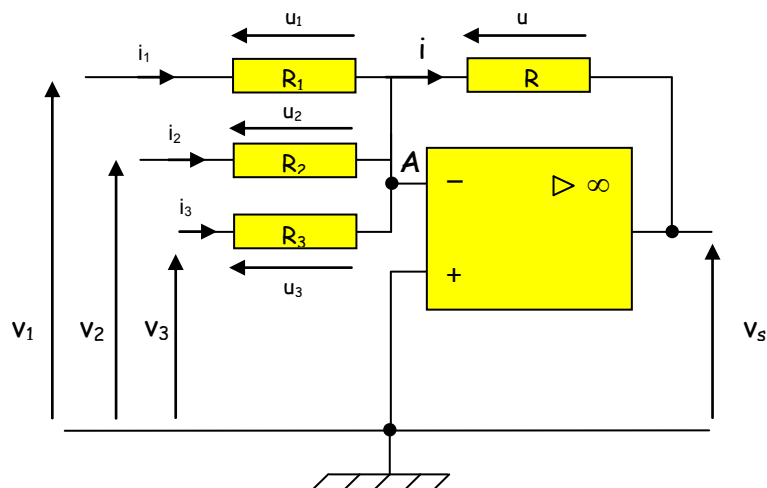 u₁
u
i₁
i
R₁
R
u₂
i₂
R₂
A
− ▷ ∞
i₃
R₃
+
u₃
v₁
v₂
v₃
vₛ